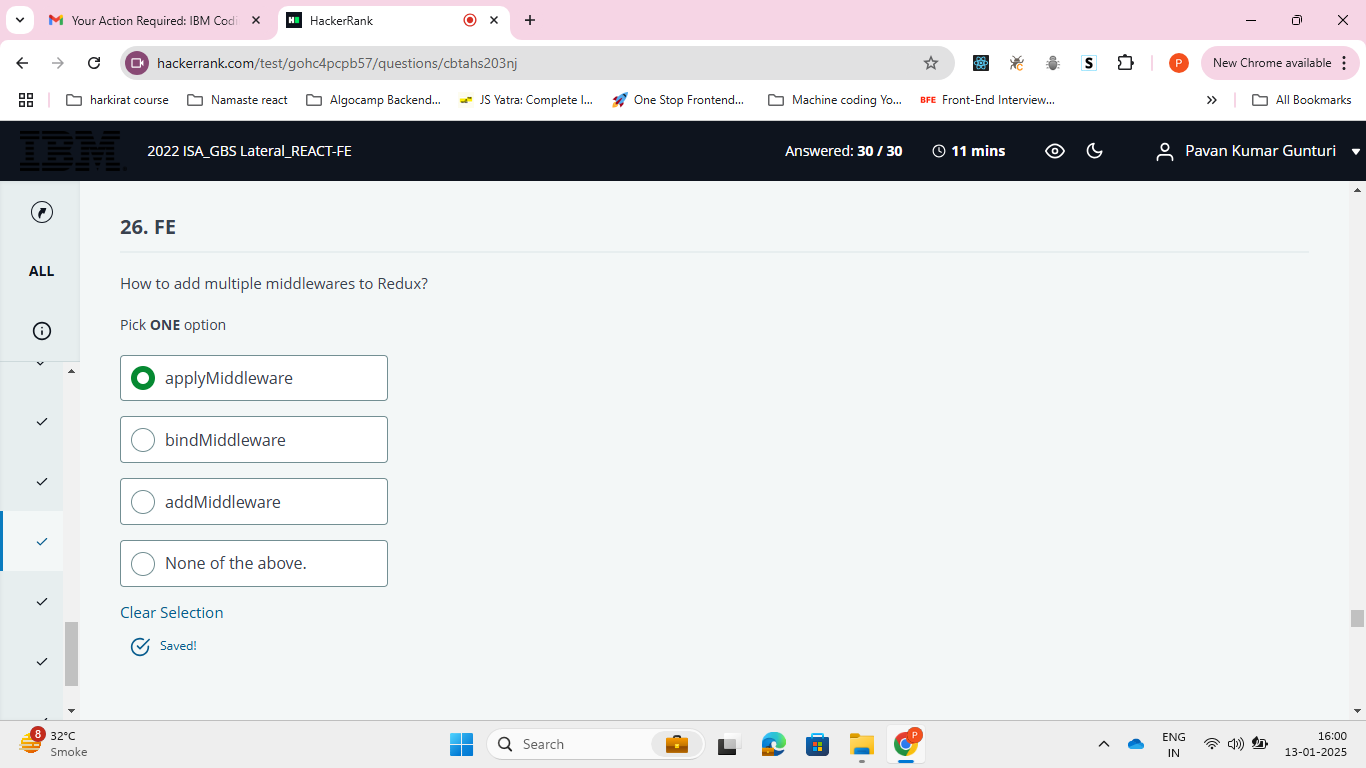 Your Action Required: IBM Codi
HackerRank
hackerrank.com/test/gohc4pcpb57/questions/cbtahs203nj
S
P
New Chrome available
harkirat course
Namaste react
Algocamp Backend...
JS Yatra: Complete I...
One Stop Frontend...
Machine coding Yo...
BFE Front-End Interview...
All Bookmarks
IBM
2022 ISA_GBS Lateral_REACT-FE
Answered: 30 / 30
11 mins
Pavan Kumar Gunturi
ALL
26. FE
How to add multiple middlewares to Redux?
Pick ONE option
applyMiddleware
bindMiddleware
addMiddleware
None of the above.
Clear Selection
Saved!
8
32°C
Smoke
Search
P
ENG
IN
16:00
13-01-2025